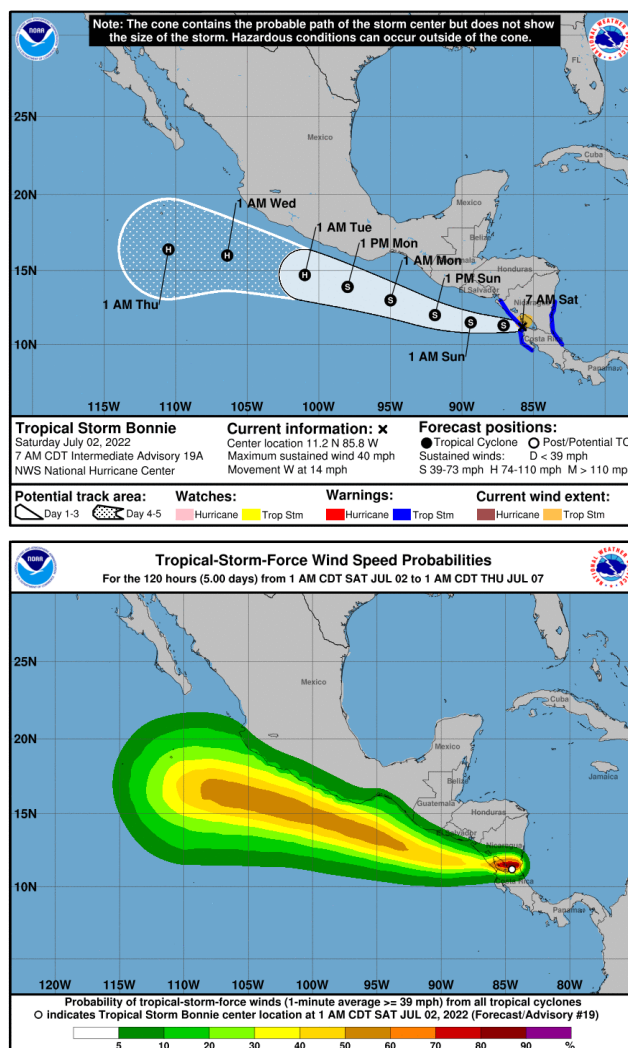 Note: The cone contains the probable path of the storm center but does not show
the size of the storm. Hazardous conditions can occur outside of the cone.
NOAA
FL
25N
Mexico
Cuba
20N
1 AM Wed
Mexico
1 AM Tue
Belize
1 PM Mon
15N
1 AM Mon
Honduras
1 PM Sun
El Salvador
1 AM Thu
H H H S S S S S
7 AM Sat
Nicaragua
10N
1 AM Sun
Costa Rica
Panama
115W 110W 105W 100W 95W 90W 85W
Tropical Storm Bonnie
Saturday July 02, 2022
7 AM CDT Intermediate Advisory 19A
NWS National Hurricane Center
Current information: x
Center location 11.2 N 85.8 W
Maximum sustained wind 40 mph
Movement W at 14 mph
Forecast positions:
Tropical Cyclone Post/Potential TC
Sustained winds: D < 39 mph
S 39-73 mph H 74-110 mph M > 110 mph
Potential track area:
Day 1-3 Day 4-5
Watches:
Hurricane Trop Stm
Warnings:
Hurricane Trop Stm
Current wind extent:
Hurricane Trop Stm
NOAA
Tropical-Storm-Force Wind Speed Probabilities
For the 120 hours (5.00 days) from 1 AM CDT SAT JUL 02 to 1 AM CDT THU JUL 07
25N
Mexico
Cuba
20N
Mexico
Jamaica
Belize
15N
Guatemala
Honduras
El Salvador
Nicaragua
10N
Costa Rica
Panama
120W 115W 110W 105W 100W 95W 90W 85W 80W
Probability of tropical-storm-force winds (1-minute average >= 39 mph) from all tropical cyclones
indicates Tropical Storm Bonnie center location at 1 AM CDT SAT JUL 02, 2022 (Forecast/Advisory #19)
5 10 20 30 40 50 60 70 80 90 %